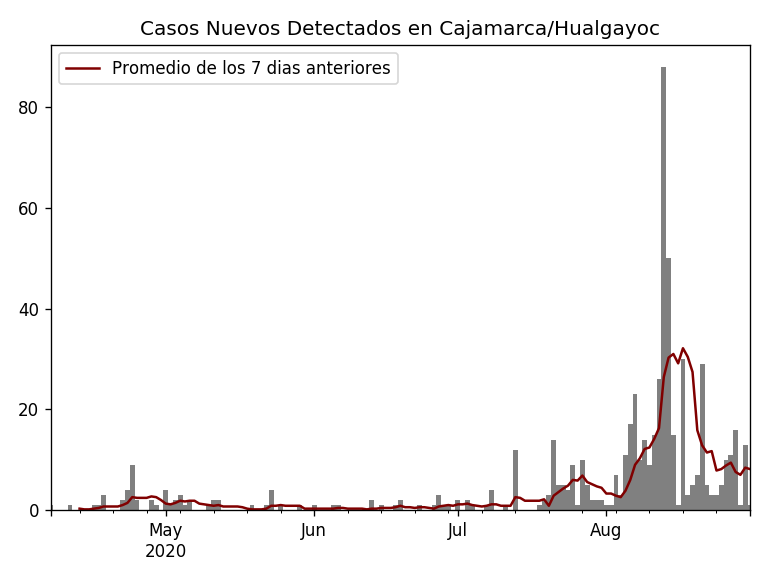 Casos Nuevos Detectados en Cajamarca/Hualgayoc
Promedio de los 7 dias anteriores
80
60
40
20
0
May Jun Jul Aug
2020